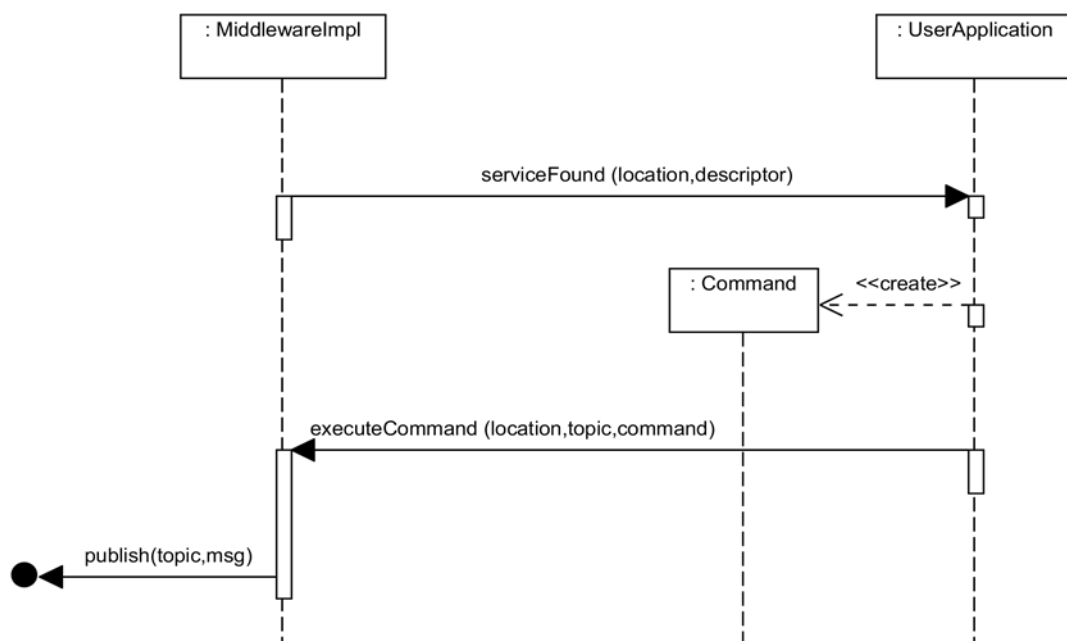 : MiddlewareImpl
: UserApplication
serviceFound (location,descriptor)
: Command
<<create>>
executeCommand (location,topic,command)
publish(topic,msg)